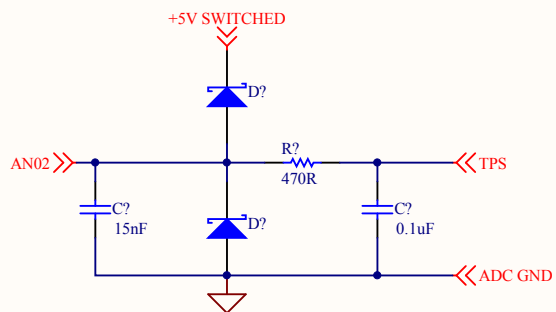 +5V SWITCHED
D?
R?
AN02
TPS
470R
C?
D?
C?
15nF
0.1uF
ADC GND